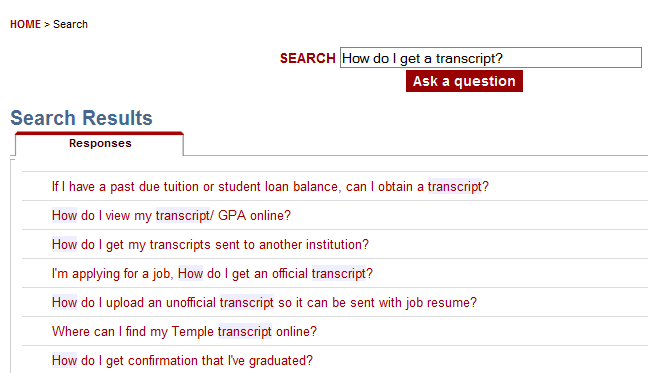 HOME > Search
SEARCH How do I get a transcript?
Ask a question
Search Results
Responses
If I have a past due tuition or student loan balance, can I obtain a transcript?
How do I view my transcript/ GPA online?
How do I get my transcripts sent to another institution?
I'm applying for a job, How do I get an official transcript?
How do I upload an unofficial transcript so it can be sent with job resume?
Where can I find my Temple transcript online?
How do I get confirmation that I've graduated?